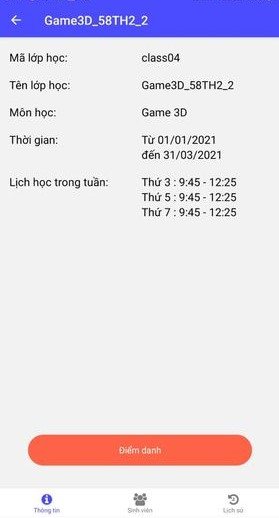 Game3D_58TH2_2
Mã lớp học: class04
Tên lớp học: Game3D_58TH2_2
Môn học: Game 3D
Thời gian: Từ 01/01/2021
đến 31/03/2021
Lịch học trong tuần: Thứ 3 : 9:45 - 12:25
Thứ 5 : 9:45 - 12:25
Thứ 7 : 9:45 - 12:25
Điểm danh
Thông tin Sinh viên Lịch sử